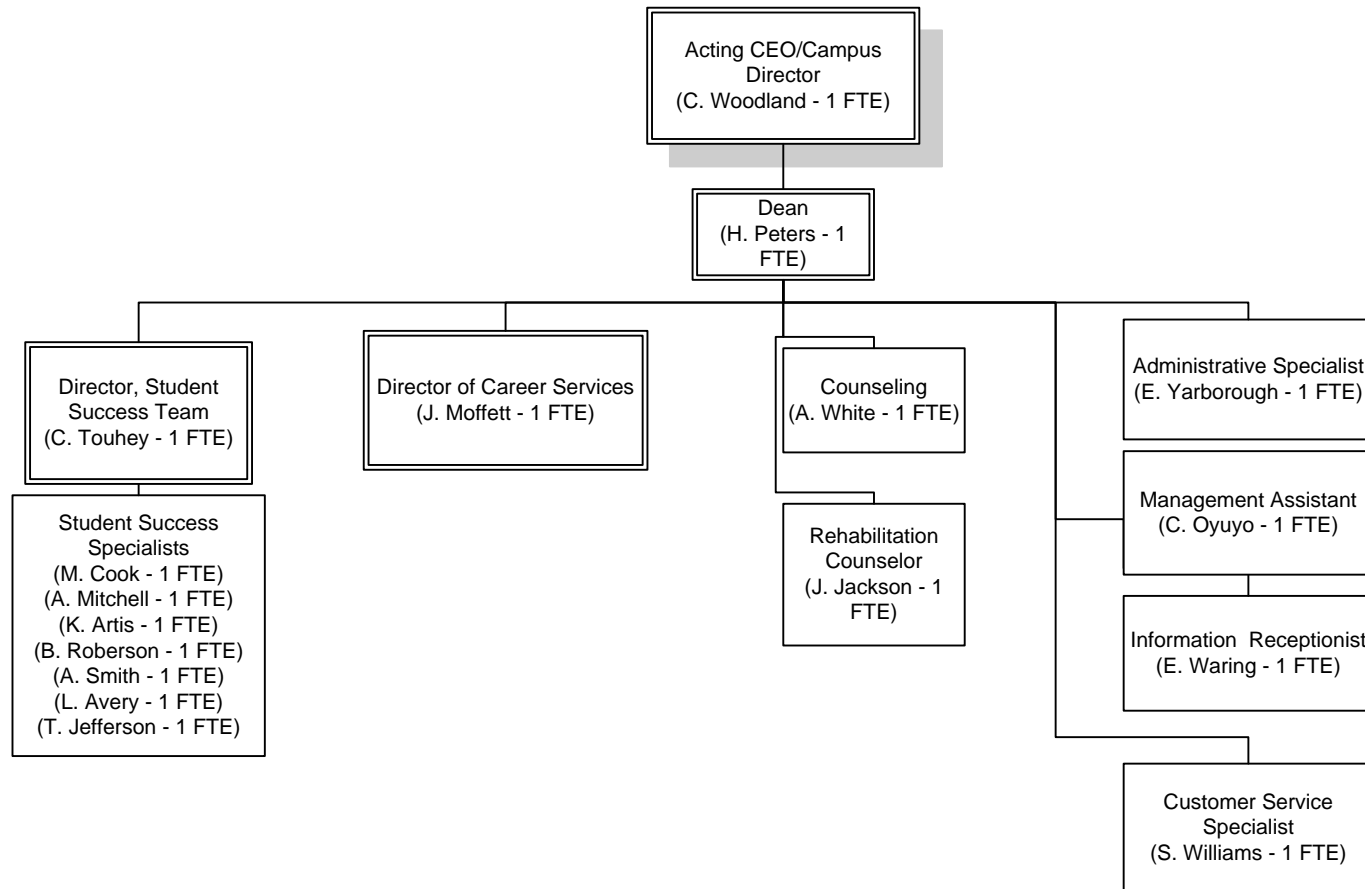 Acting CEO/Campus
Director
(C. Woodland - 1 FTE)
Dean
(H. Peters - 1
FTE)
Director, Student
Success Team
(C. Touhey - 1 FTE)
Director of Career Services
(J. Moffett - 1 FTE)
Counseling
(A. White - 1 FTE)
Administrative Specialist
(E. Yarborough - 1 FTE)
Student Success
Specialists
(M. Cook - 1 FTE)
(A. Mitchell - 1 FTE)
(K. Artis - 1 FTE)
(B. Roberson - 1 FTE)
(A. Smith - 1 FTE)
(L. Avery - 1 FTE)
(T. Jefferson - 1 FTE)
Rehabilitation
Counselor
(J. Jackson - 1
FTE)
Management Assistant
(C. Oyuyo - 1 FTE)
Information  Receptionist
(E. Waring - 1 FTE)
Customer Service
Specialist
(S. Williams - 1 FTE)